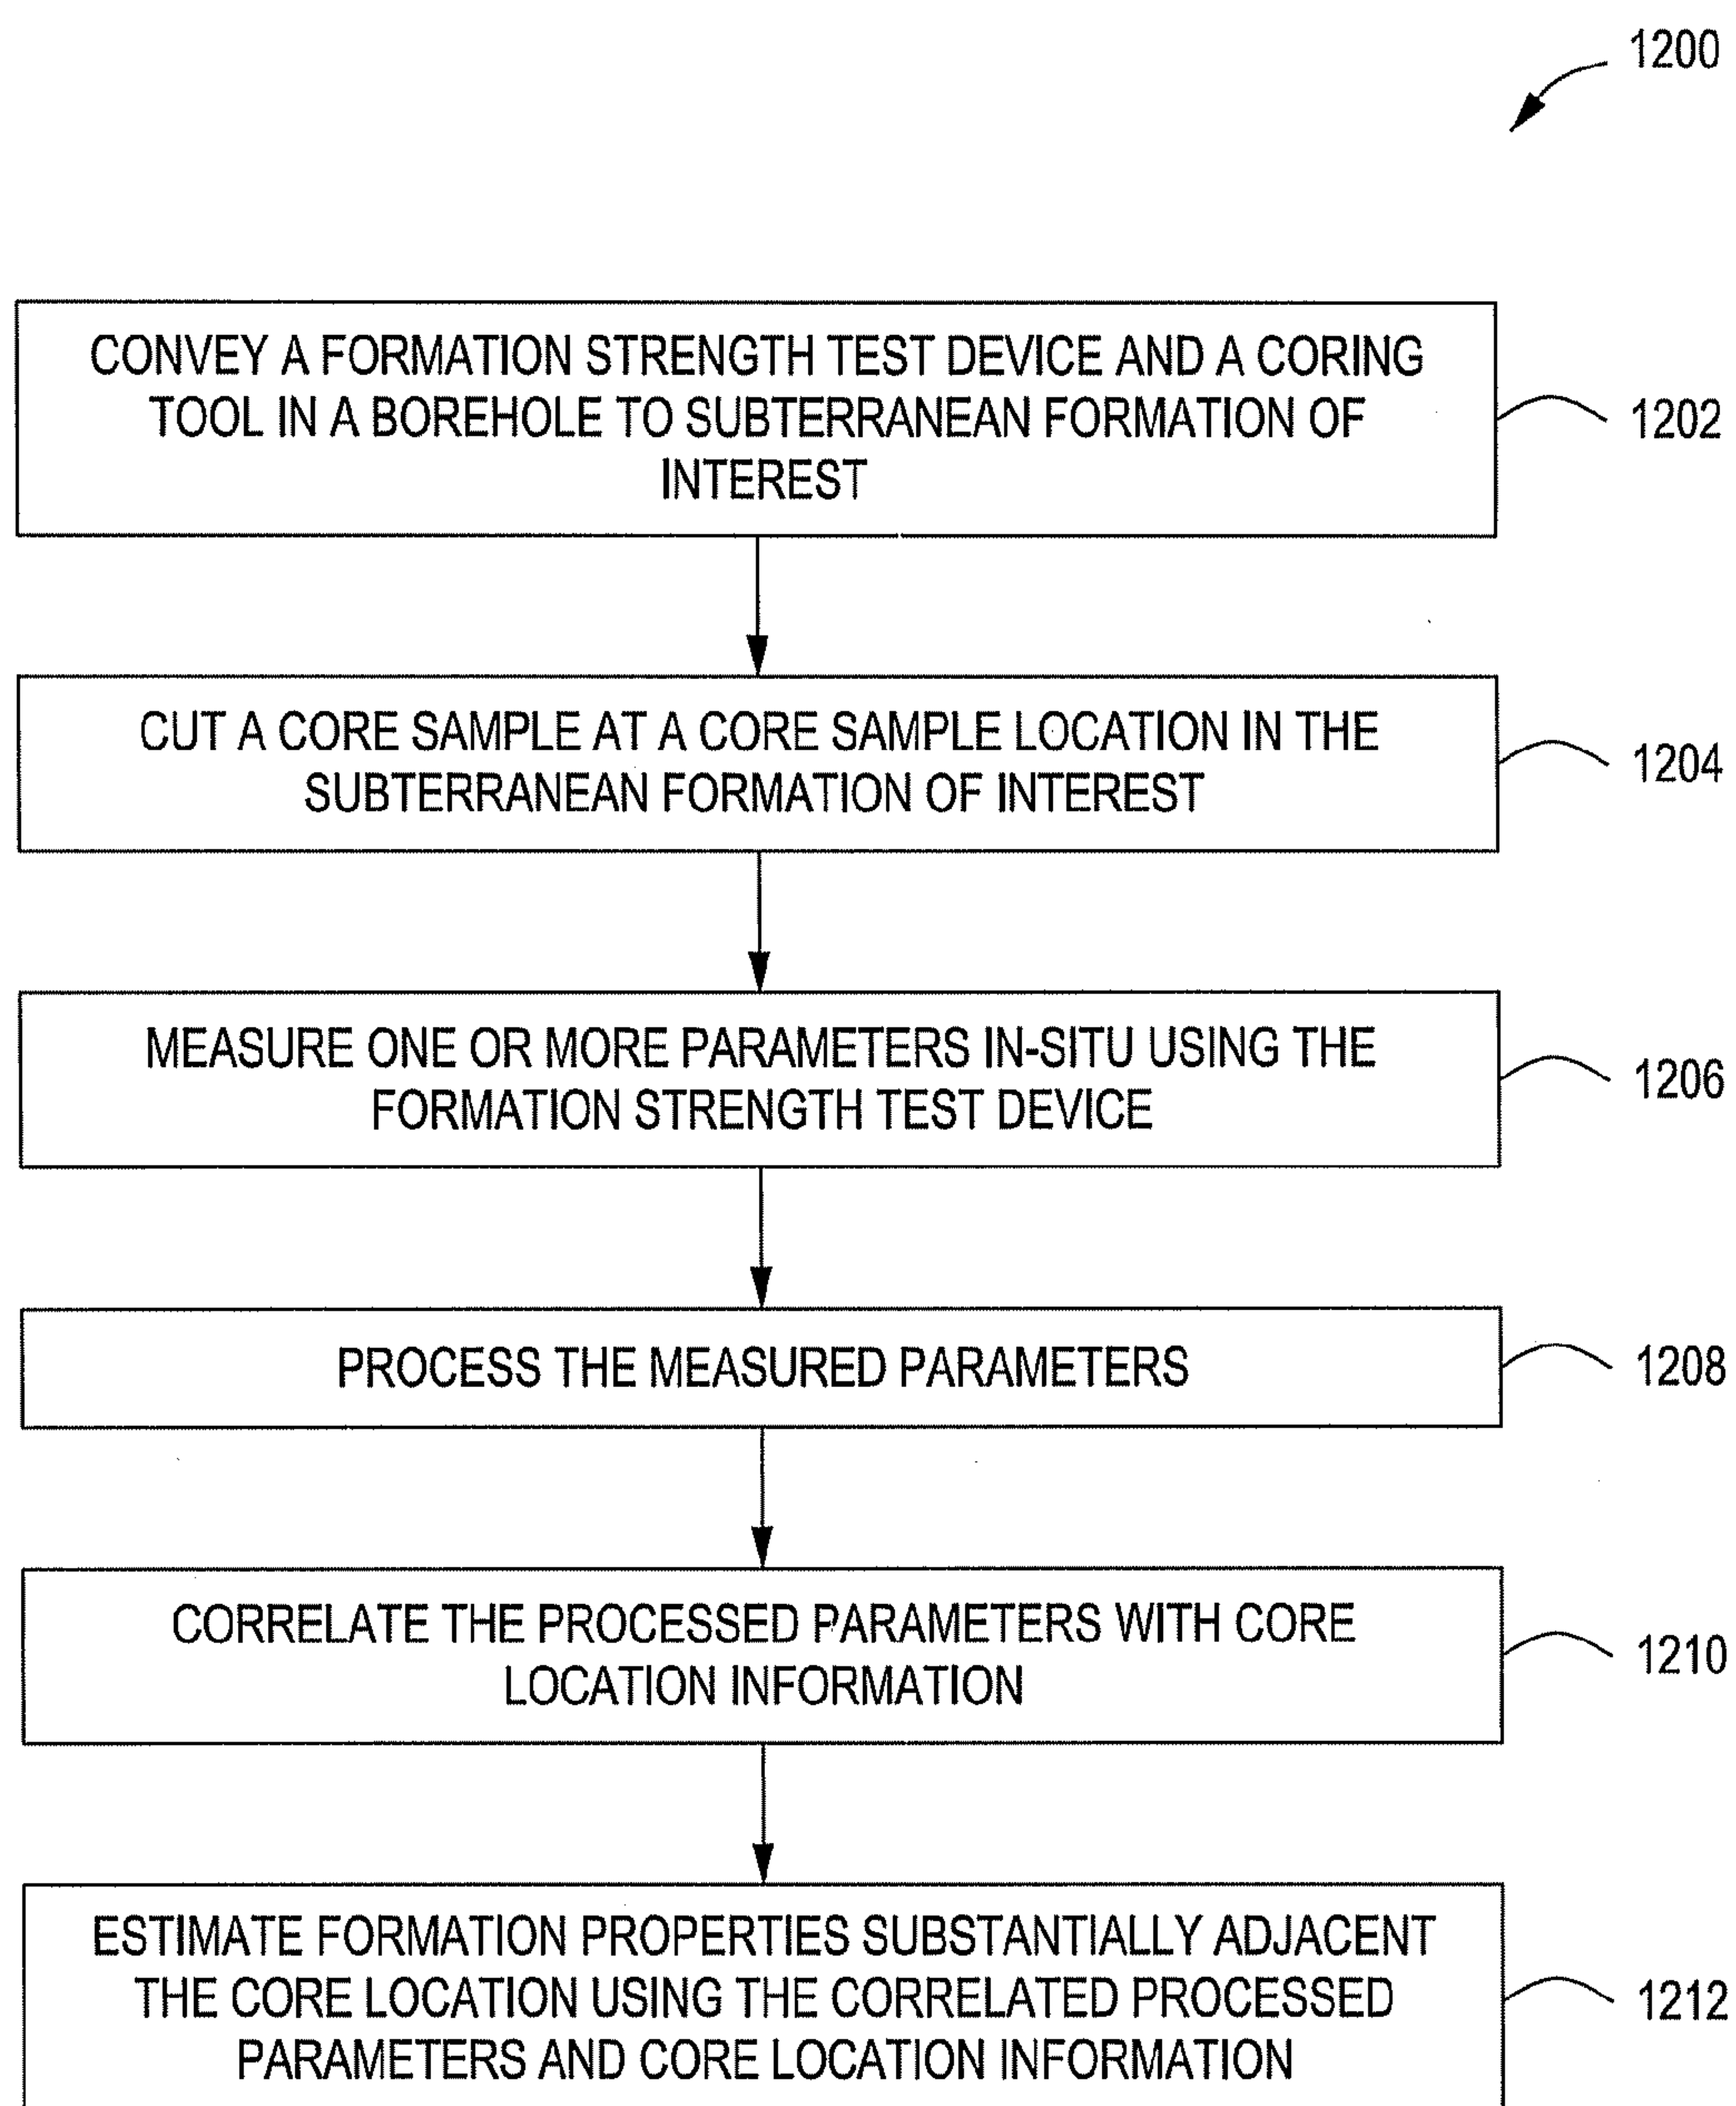 1200
CONVEY A FORMATION STRENGTH TEST DEVICE AND A CORING
TOOL IN A BOREHOLE TO SUBTERRANEAN FORMATION OF
INTEREST
1202
CUT A CORE SAMPLE AT A CORE SAMPLE LOCATION IN THE
SUBTERRANEAN FORMATION OF INTEREST
1204
MEASURE ONE OR MORE PARAMETERS IN-SITU USING THE
FORMATION STRENGTH TEST DEVICE
1206
PROCESS THE MEASURED PARAMETERS
1208
CORRELATE THE PROCESSED PARAMETERS WITH CORE
LOCATION INFORMATION
1210
ESTIMATE FORMATION PROPERTIES SUBSTANTIALLY ADJACENT
THE CORE LOCATION USING THE CORRELATED PROCESSED
PARAMETERS AND CORE LOCATION INFORMATION
1212